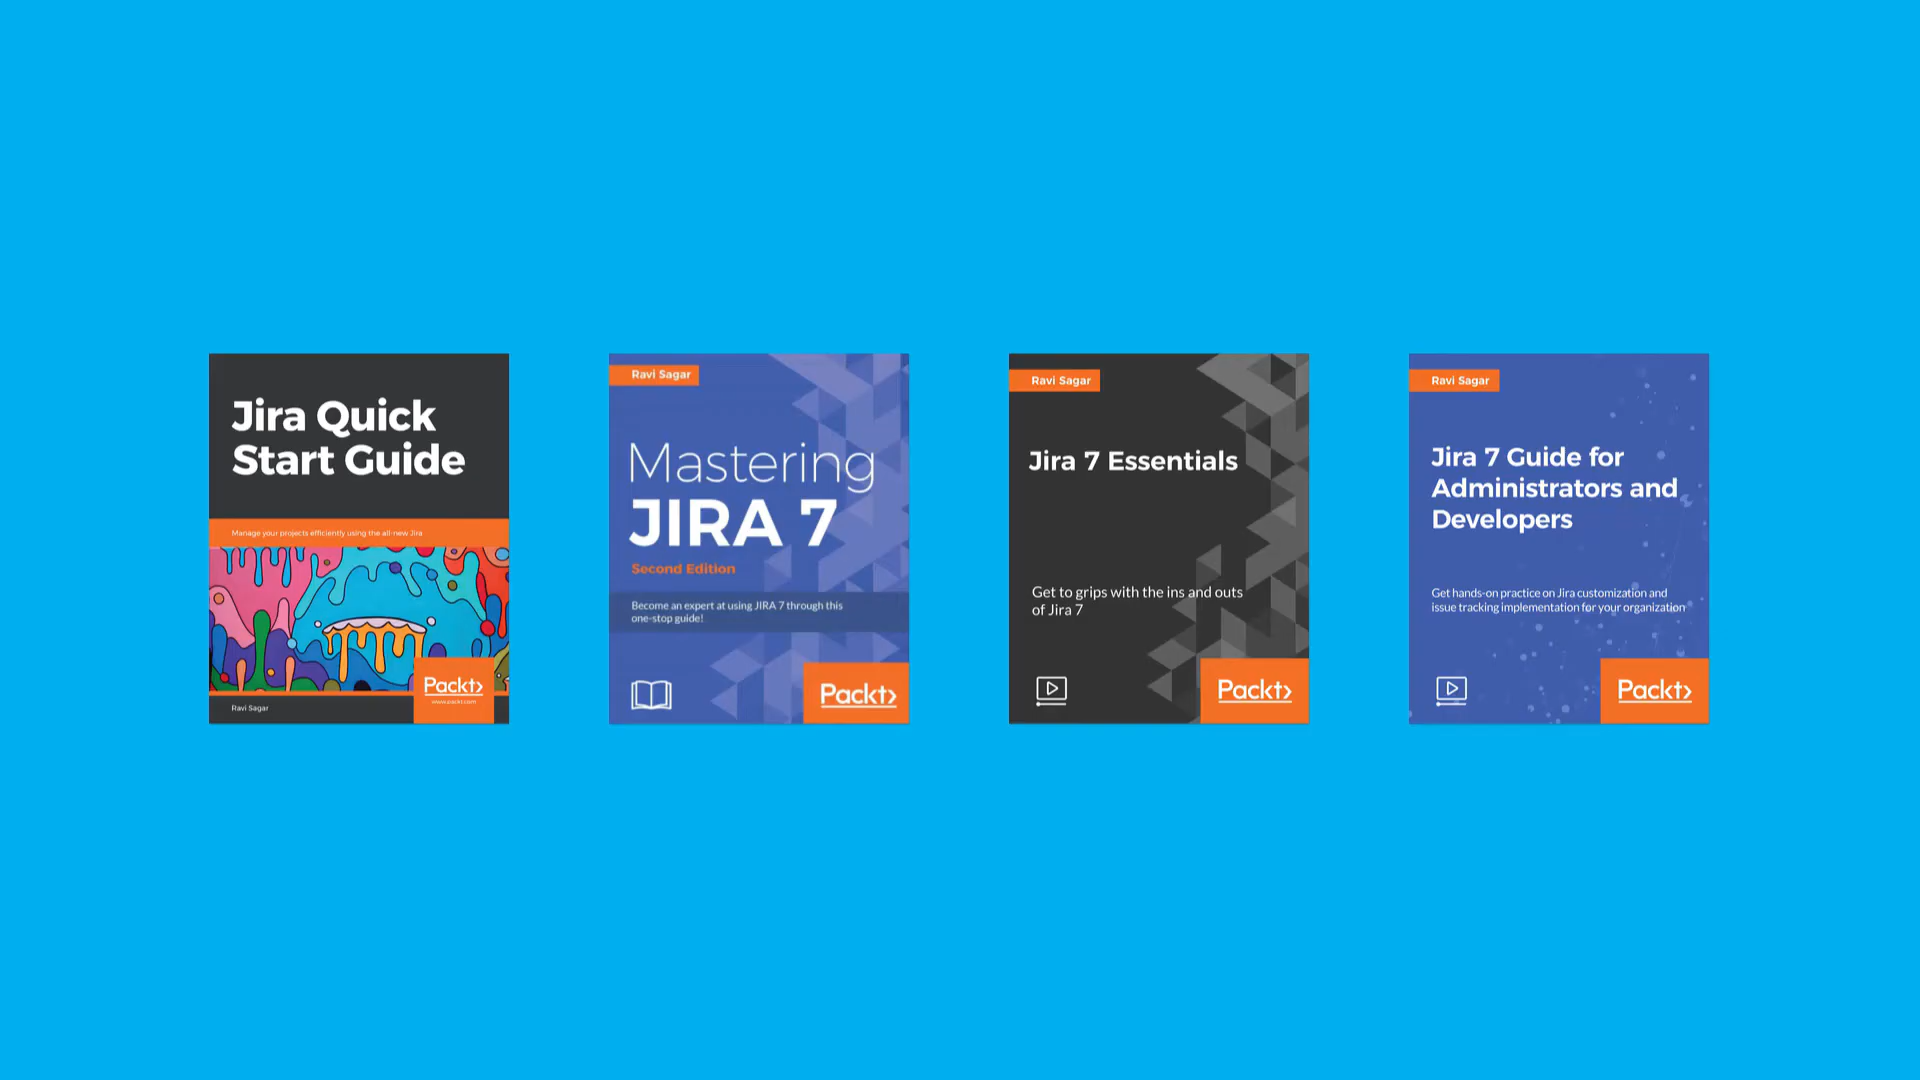 Jira Quick
Start Guide
Manage your projects efficiently using the all-new Jira
Packt>
www.packt.com
Ravi Sagar
Ravi Sagar
Mastering
JIRA 7
Second Edition
Become an expert at using JIRA 7 through this
one-stop guide!
Packt>
Ravi Sagar
Jira 7 Essentials
Get to grips with the ins and outs
of Jira 7
Packt>
Ravi Sagar
Jira 7 Guide for
Administrators and
Developers
Get hands-on practice on Jira customization and
issue tracking implementation for your organization
Packt>